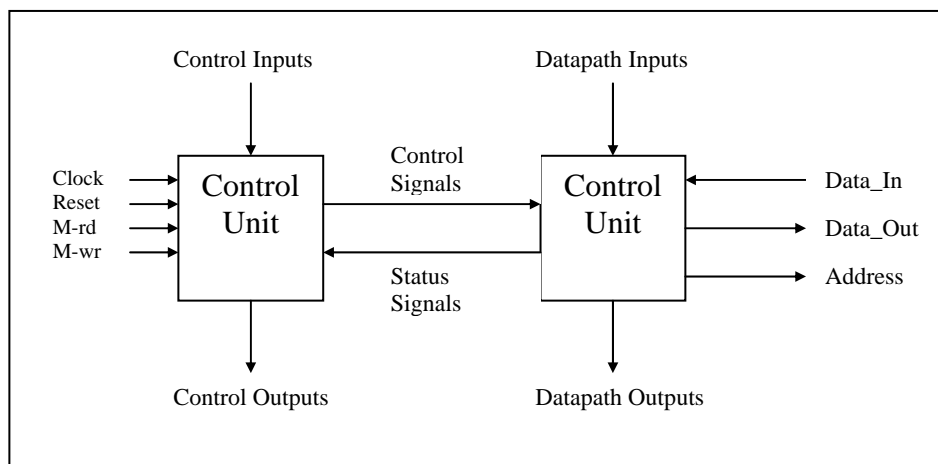 Control Inputs
Datapath Inputs
Clock
Reset
M-rd
M-wr
Control
Unit
Control
Signals
Status
Signals
Control
Unit
Data_In
Data_Out
Address
Control Outputs
Datapath Outputs